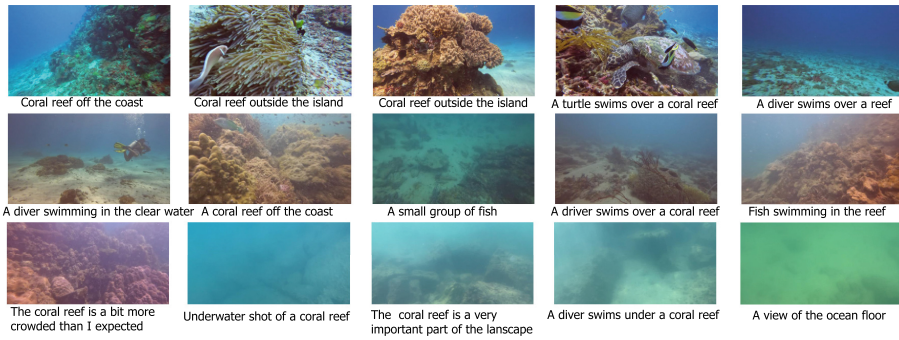 Coral reef off the coast
Coral reef outside the island
Coral reef outside the island
A turtle swims over a coral reef
A diver swims over a reef
A diver swimming in the clear water
A coral reef off the coast
A small group of fish
A driver swims over a coral reef
Fish swimming in the reef
The coral reef is a bit more
crowded than I expected
Underwater shot of a coral reef
The coral reef is a very
important part of the lanscape
A diver swims under a coral reef
A view of the ocean floor